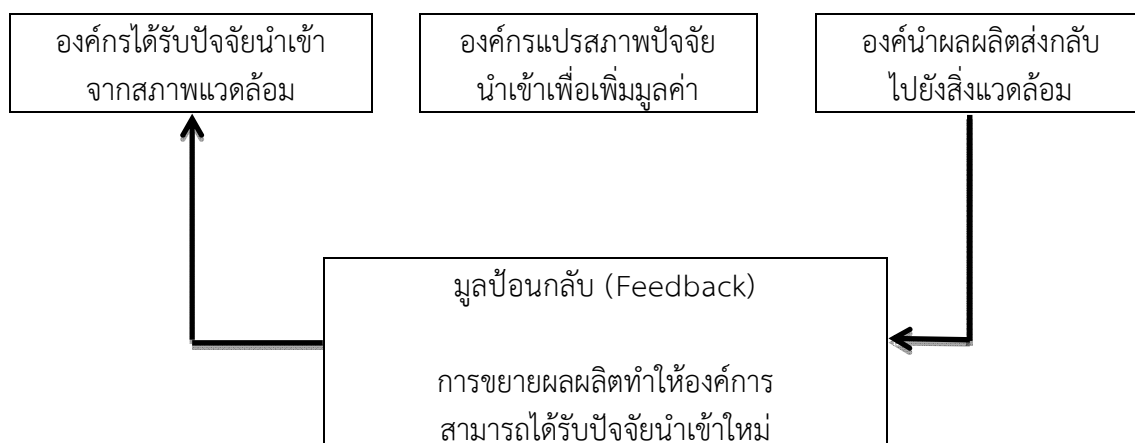 องค์กรได้รับปัจจัยนำเข้า
จากสภาพแวดล้อม
องค์กรแปรสภาพปัจจัย
นำเข้าเพื่อเพิ่มมูลค่า
องค์นำผลผลิตส่งกลับ
ไปยังสิ่งแวดล้อม
มูลป้อนกลับ (Feedback)
การขยายผลผลิตทำให้องค์การ
สามารถได้รับปัจจัยนำเข้าใหม่